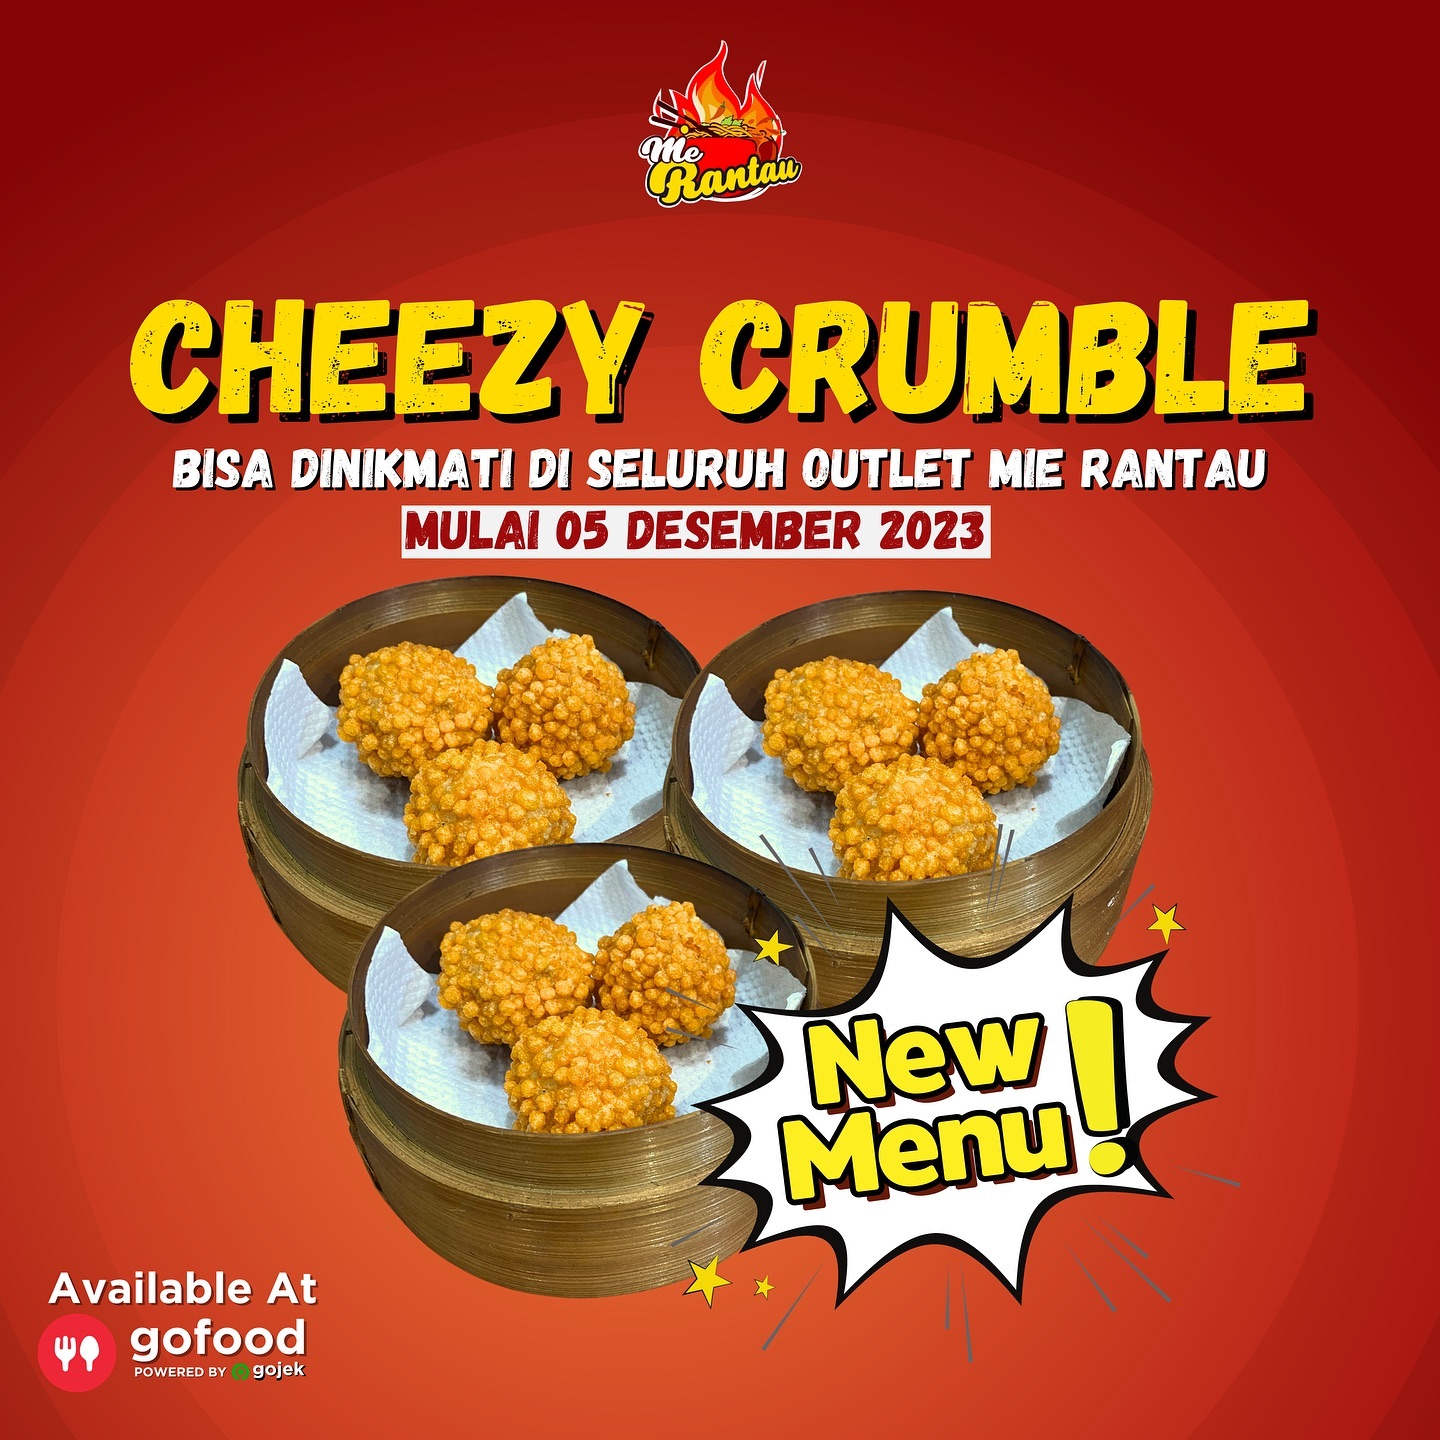 Me
Rantau
CHEEZY CRUMBLE
BISA DINIKMATI DI SELURUH OUTLET MIE RANTAU
MULAI 05 DESEMBER 2023
New
Menu!
Available At
gofood
POWERED BY gojek